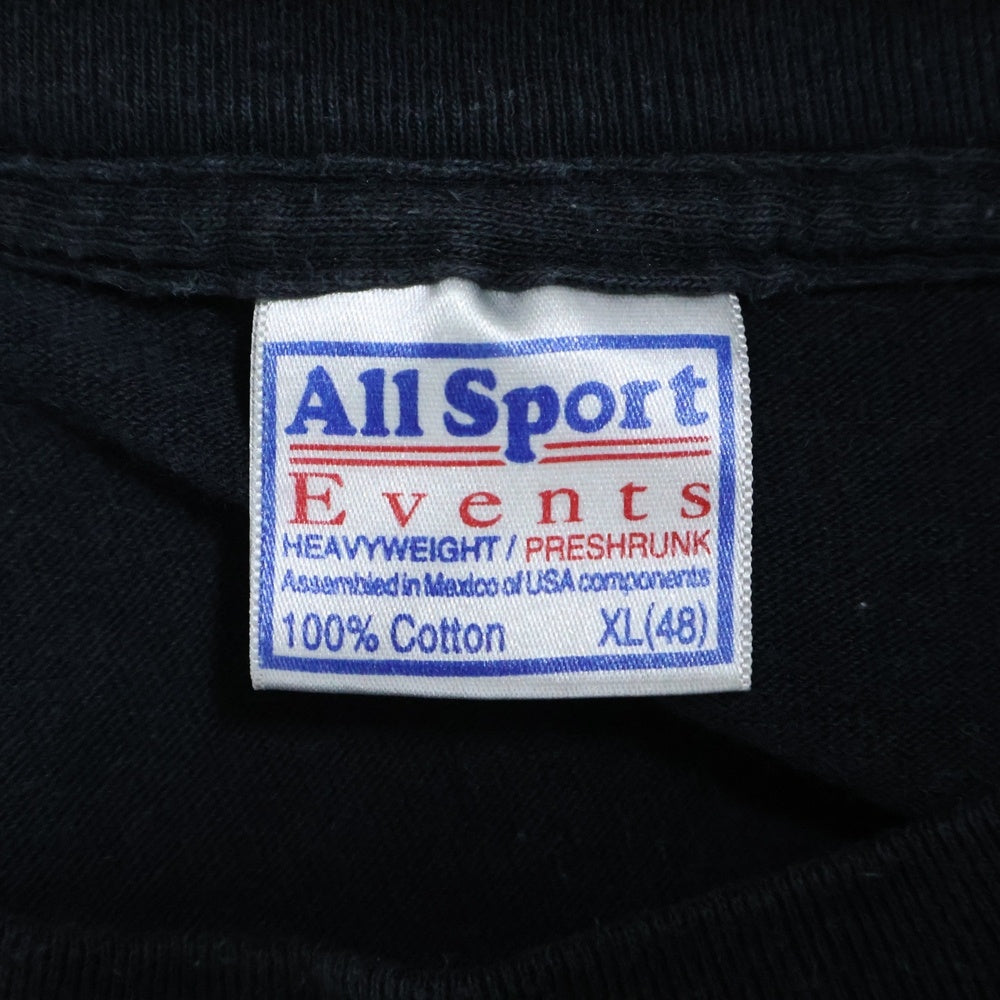 All Sport
Events
HEAVYWEIGHT / PRESHRUNK
Assembled in Mexico of USA components
100% Cotton XL(48)